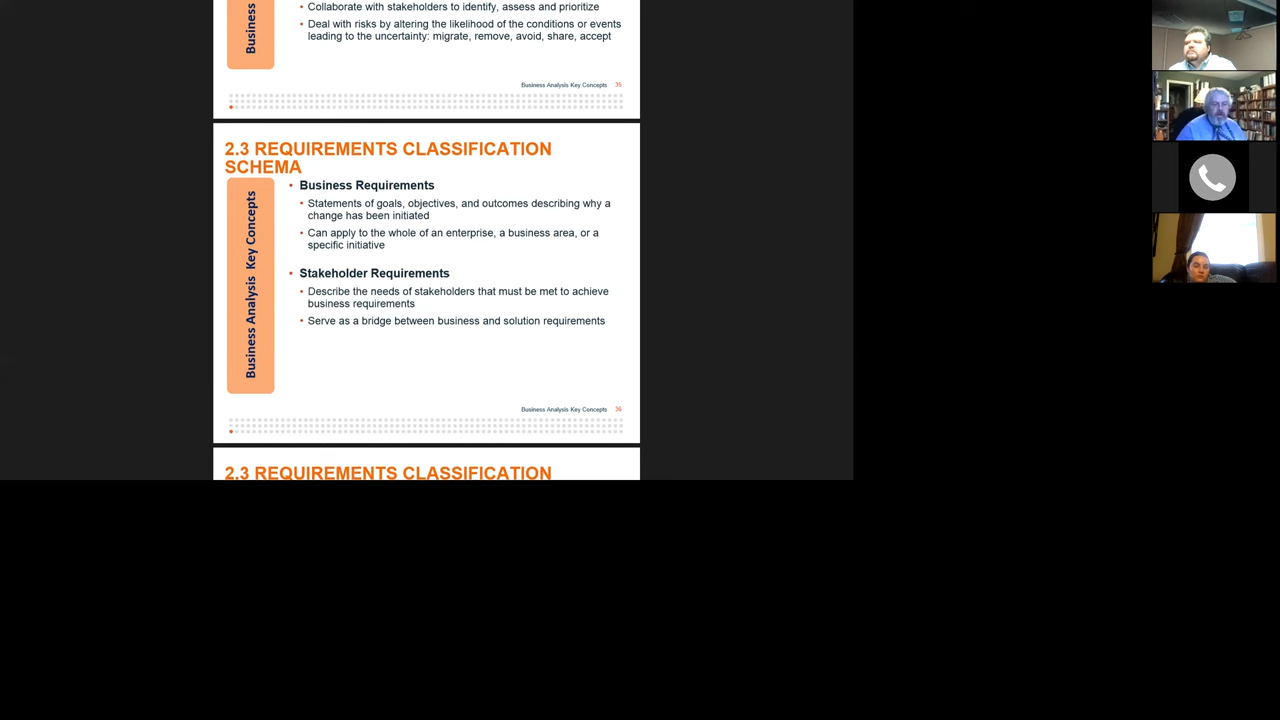 Collaborate with stakeholders to identify, assess and prioritize
Deal with risks by altering the likelihood of the conditions or events
leading to the uncertainty: migrate, remove, avoid, share, accept
Business
Business Analysis Key Concepts 35
2.3 REQUIREMENTS CLASSIFICATION
SCHEMA
Business Analysis Key Concepts
• Business Requirements
• Statements of goals, objectives, and outcomes describing why a
change has been initiated
• Can apply to the whole of an enterprise, a business area, or a
specific initiative
• Stakeholder Requirements
• Describe the needs of stakeholders that must be met to achieve
business requirements
• Serve as a bridge between business and solution requirements
Business Analysis Key Concepts 36
2.3 REQUIREMENTS CLASSIFICATION